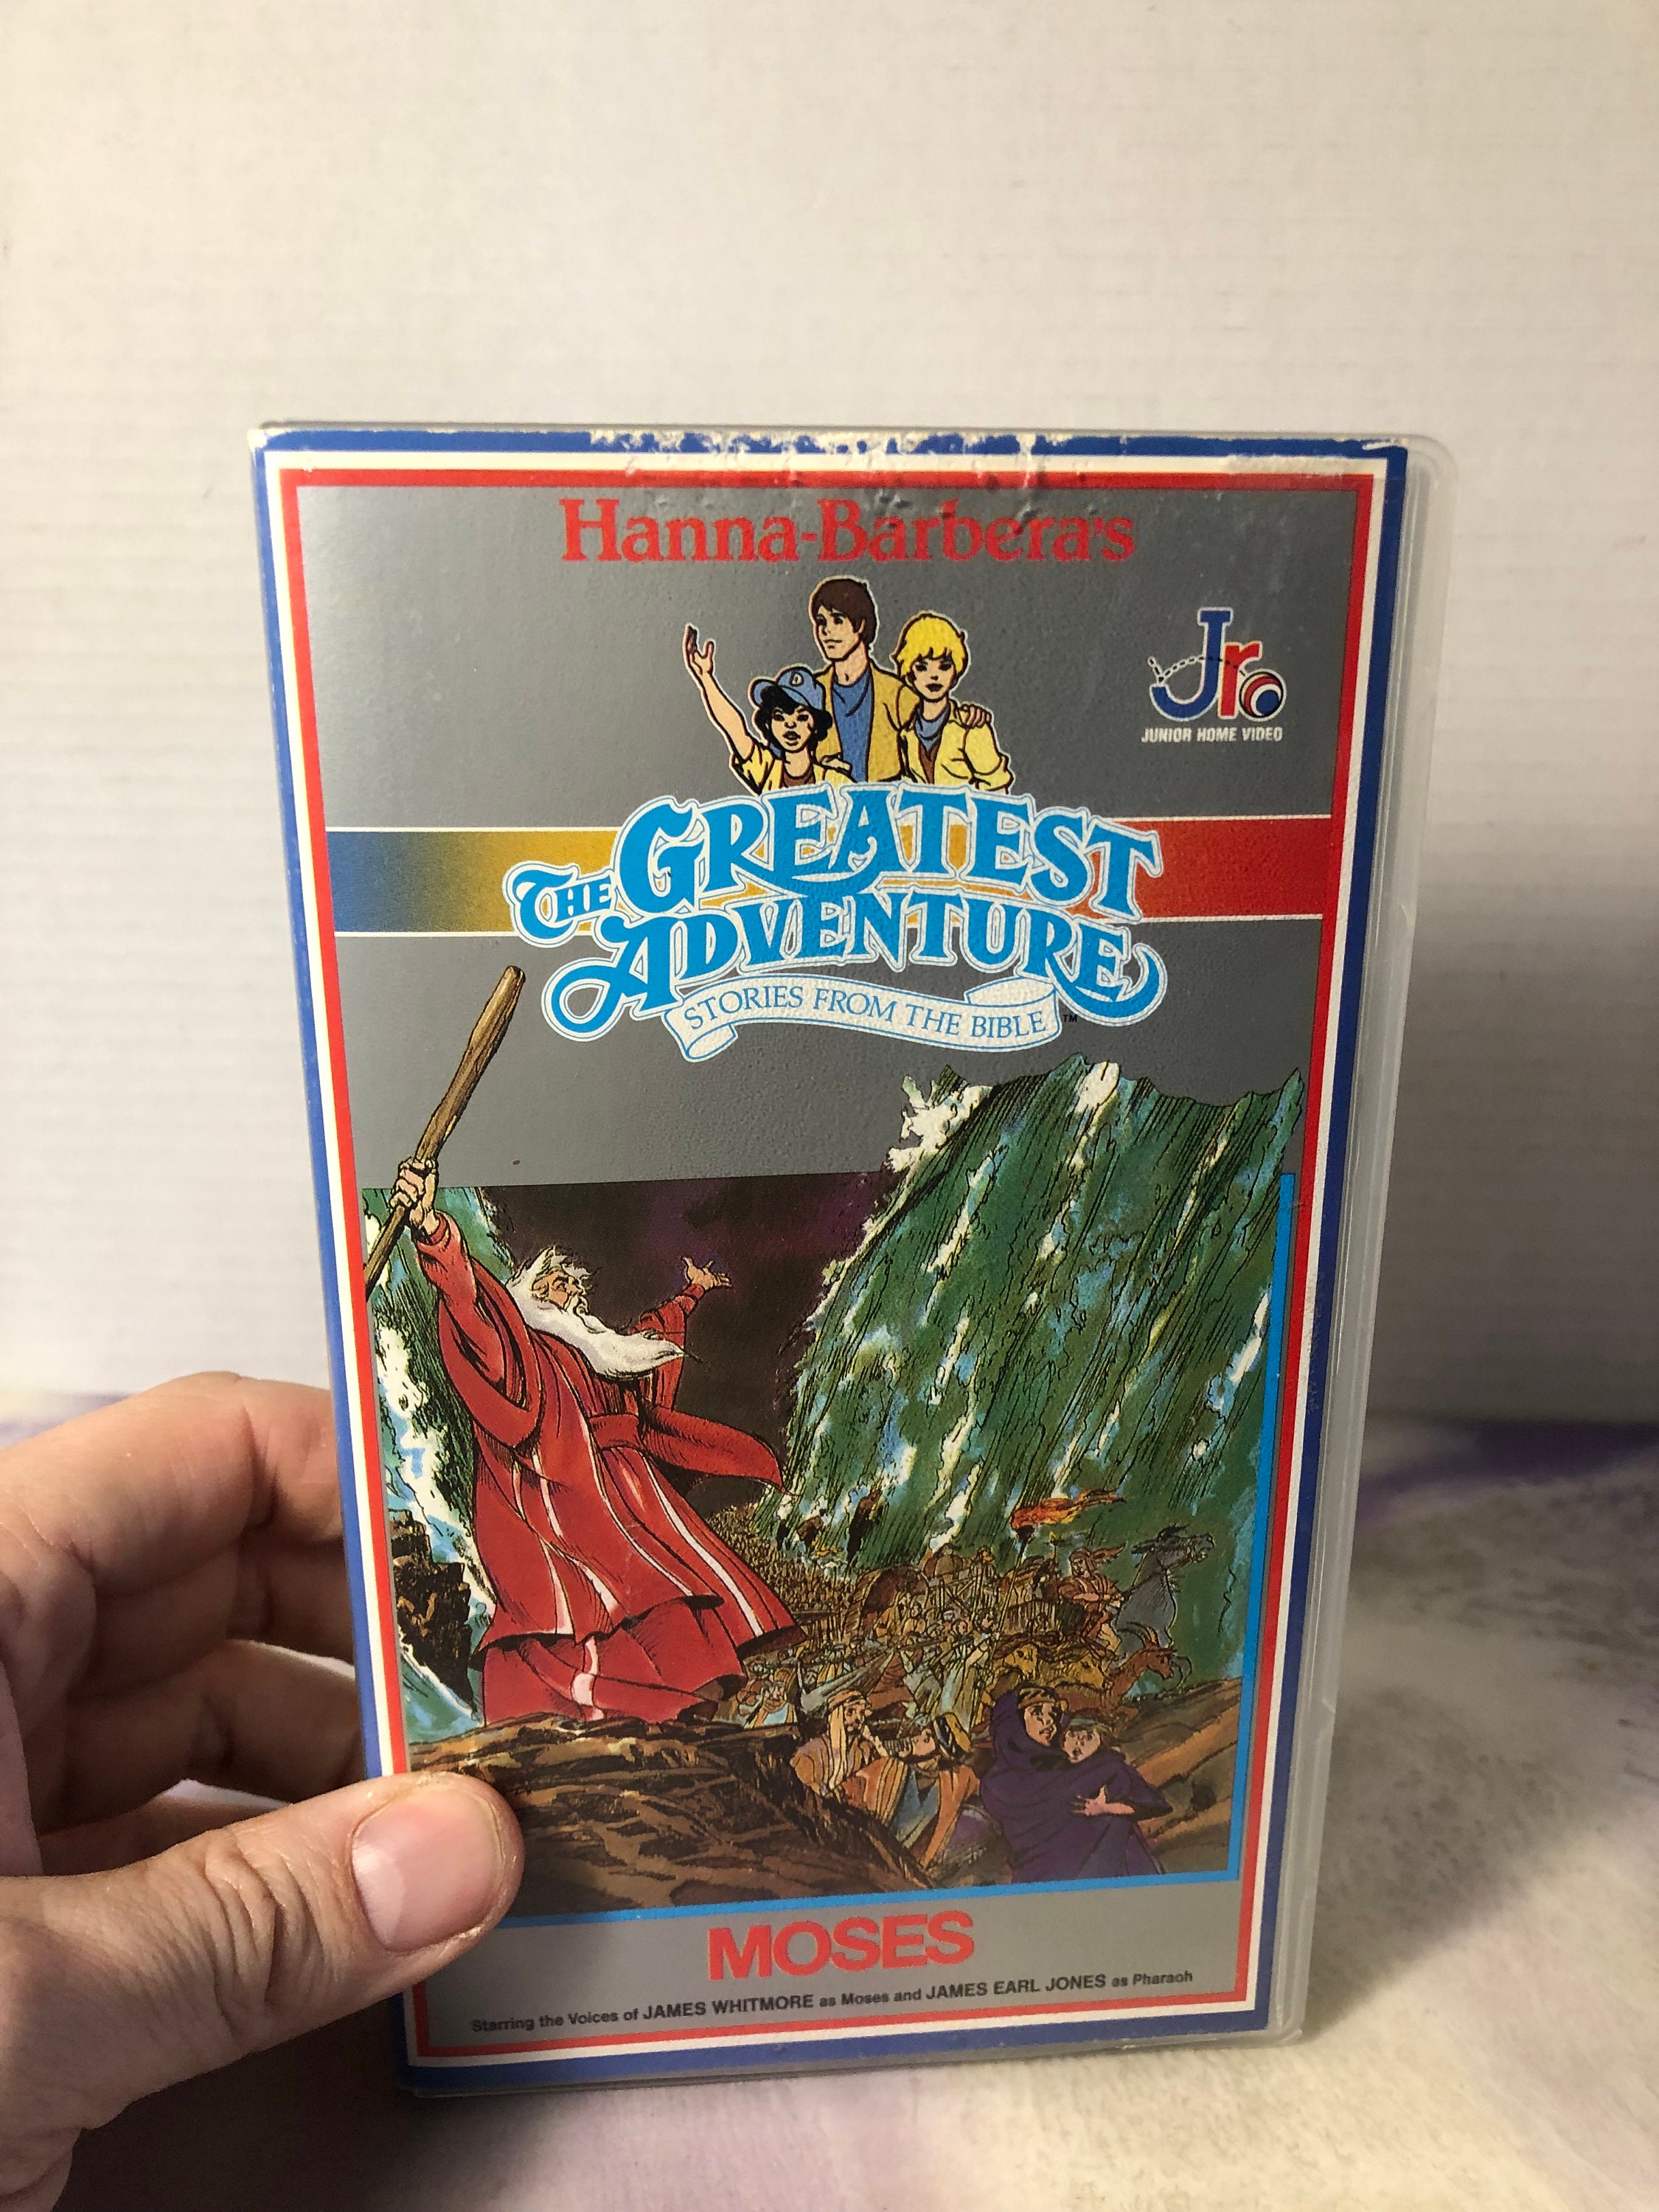 Hanna-Barbera's
D
Jr
JUNIOR HOME VIDEO
THE GREATEST
ADVENTURE
STORIES FROM THE BIBLE™
MOSES
Starring the Voices of JAMES WHITMORE as Moses and JAMES EARL JONES as Pharaoh